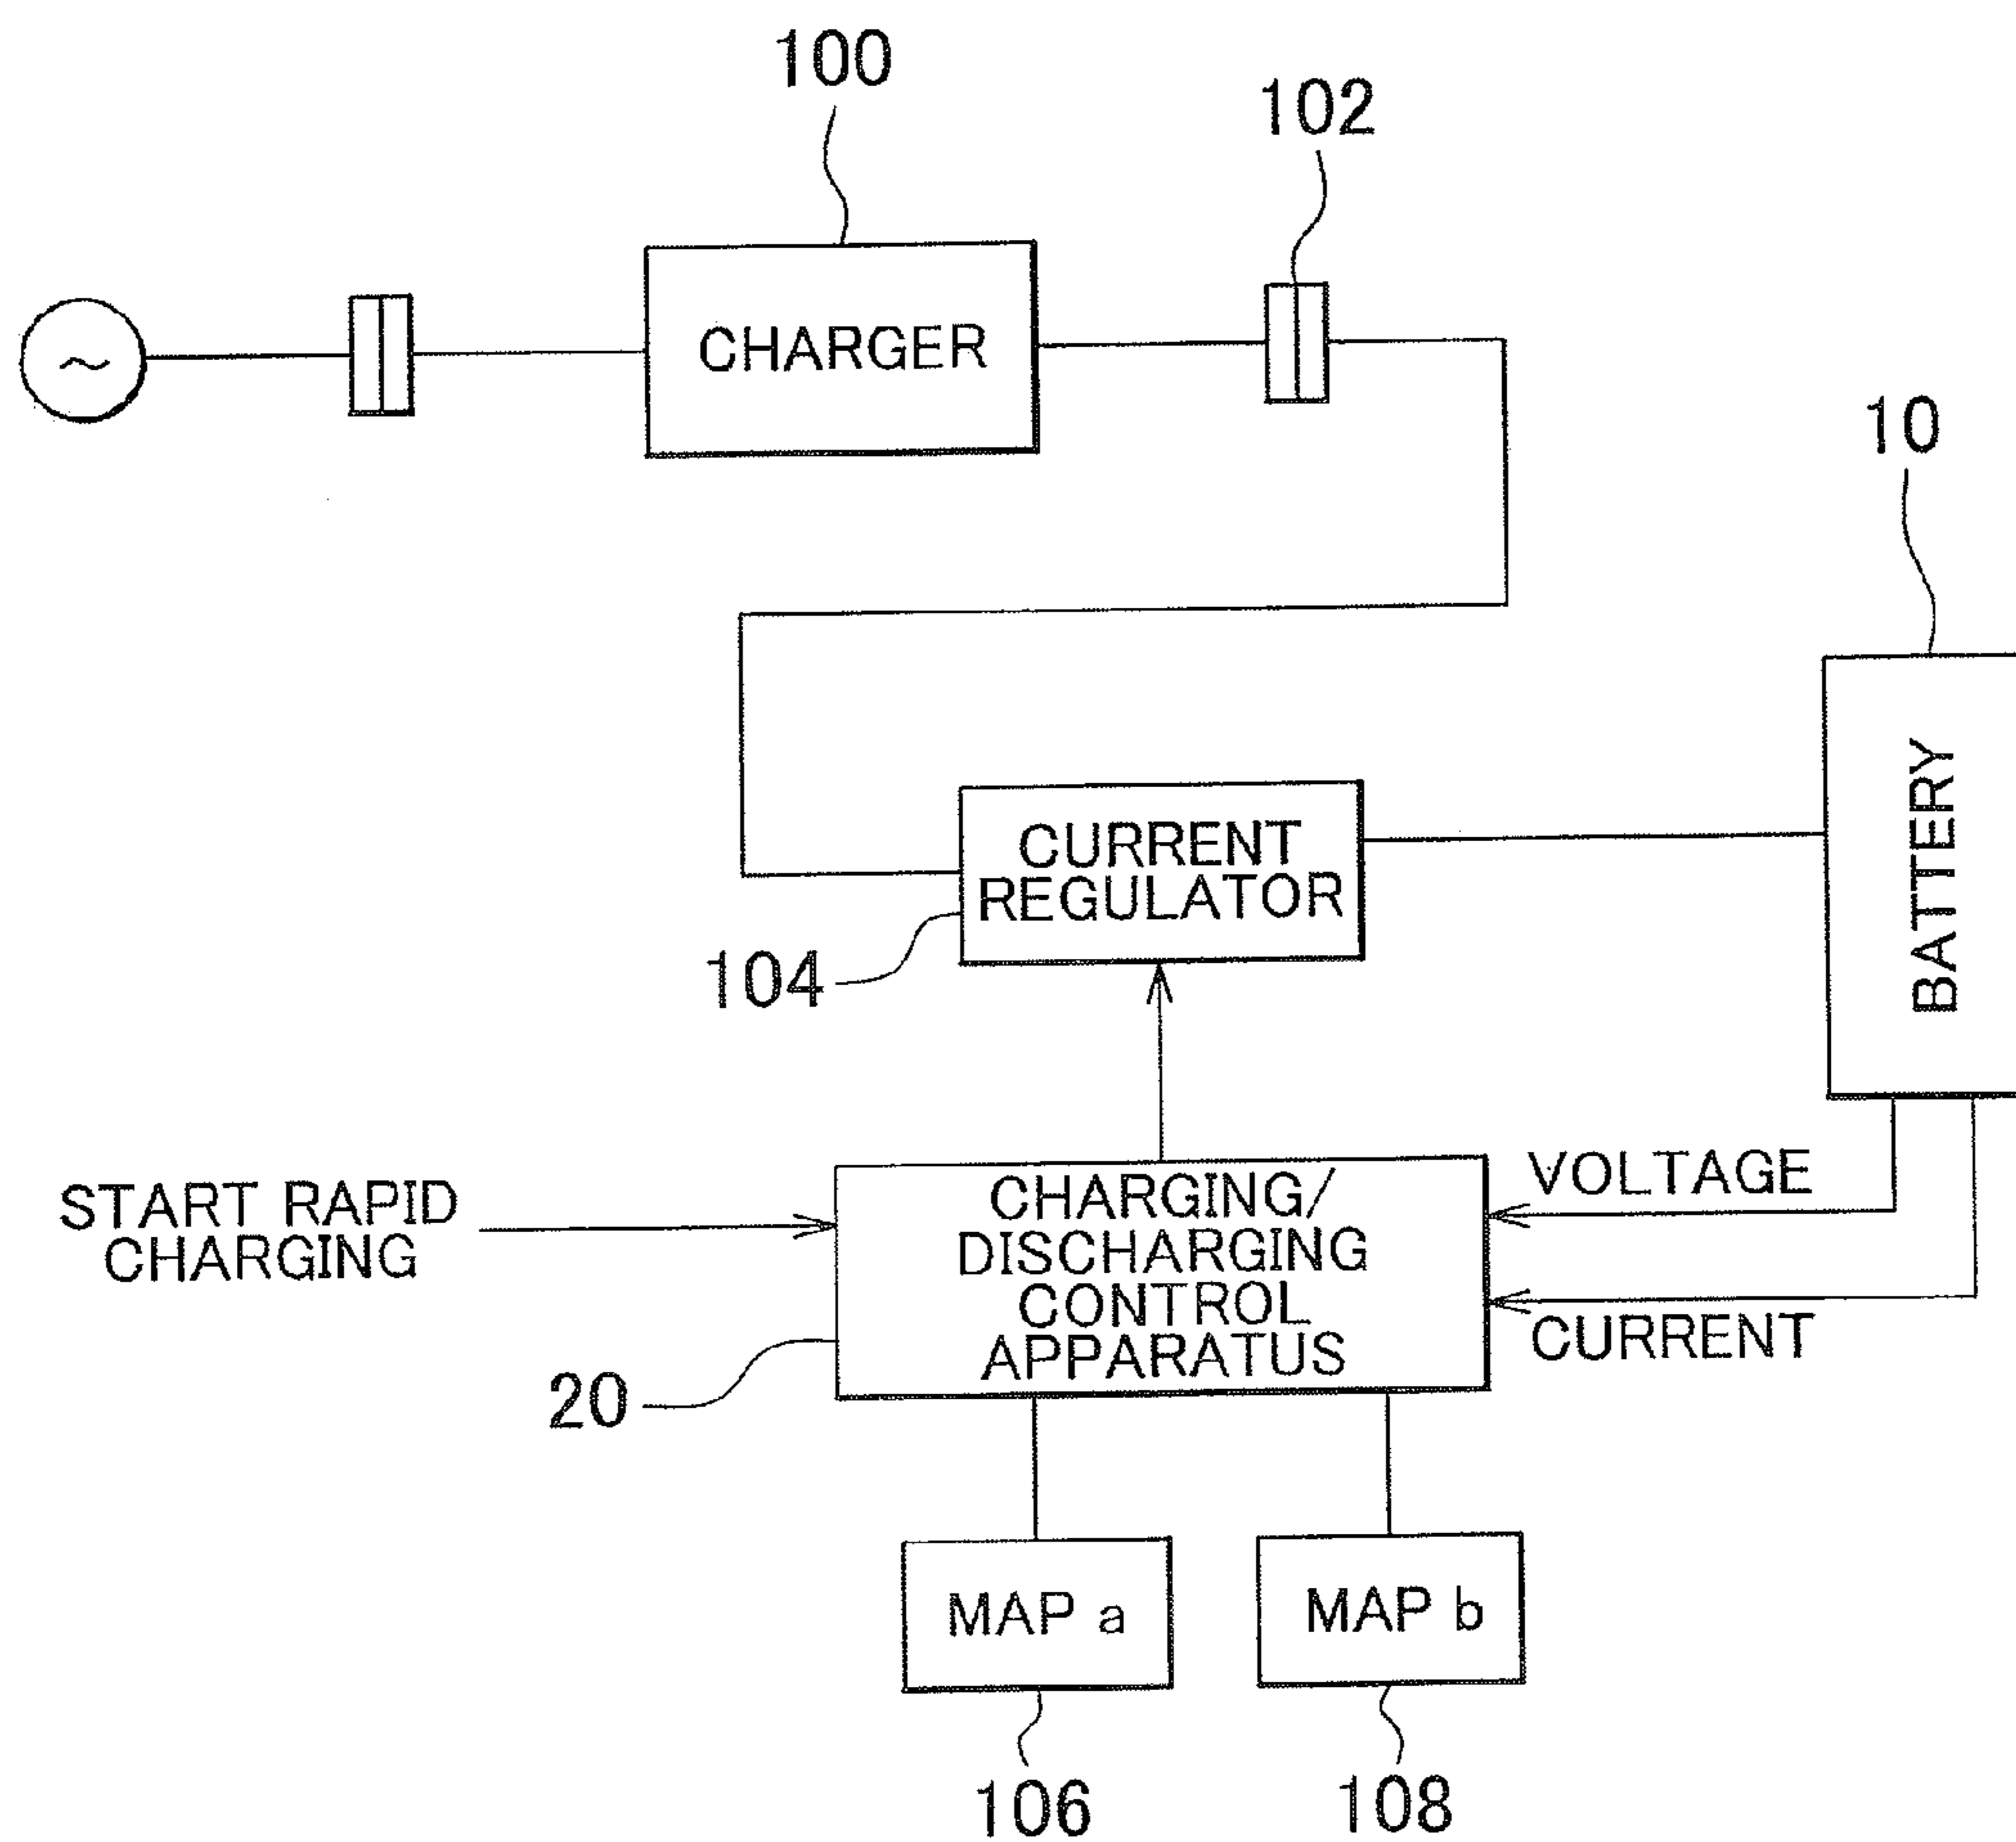 100
102
~
CHARGER
10
BATTERY
CURRENT
REGULATOR
104
START RAPID
CHARGING
CHARGING/
DISCHARGING
CONTROL
APPARATUS
VOLTAGE
CURRENT
20
MAP a
MAP b
106
108